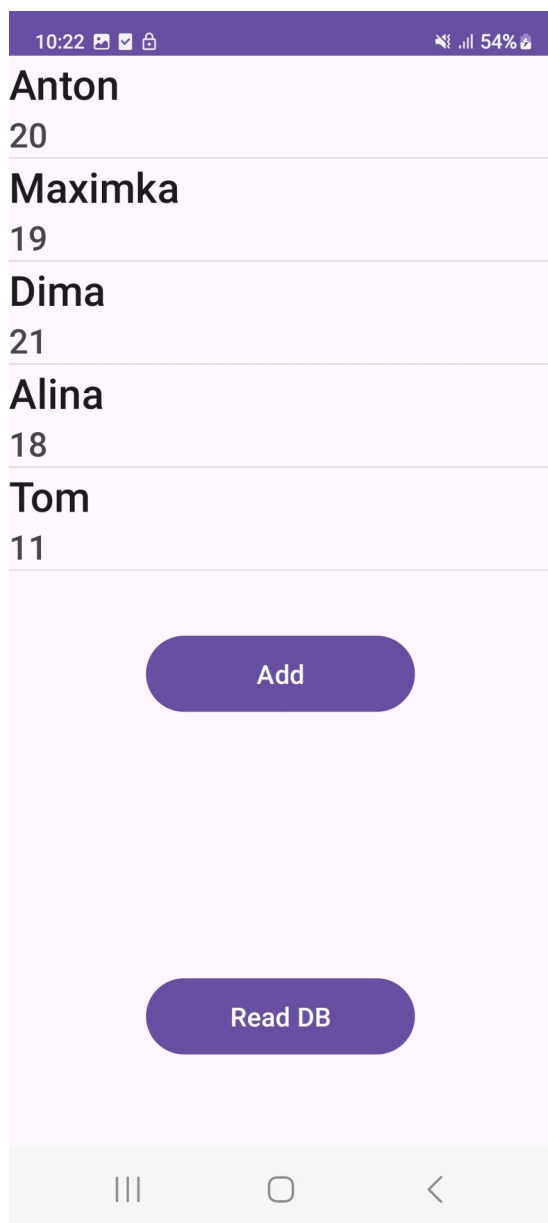 10:22 54%
Anton
20
Maximka
19
Dima
21
Alina
18
Tom
11
Add
Read DB